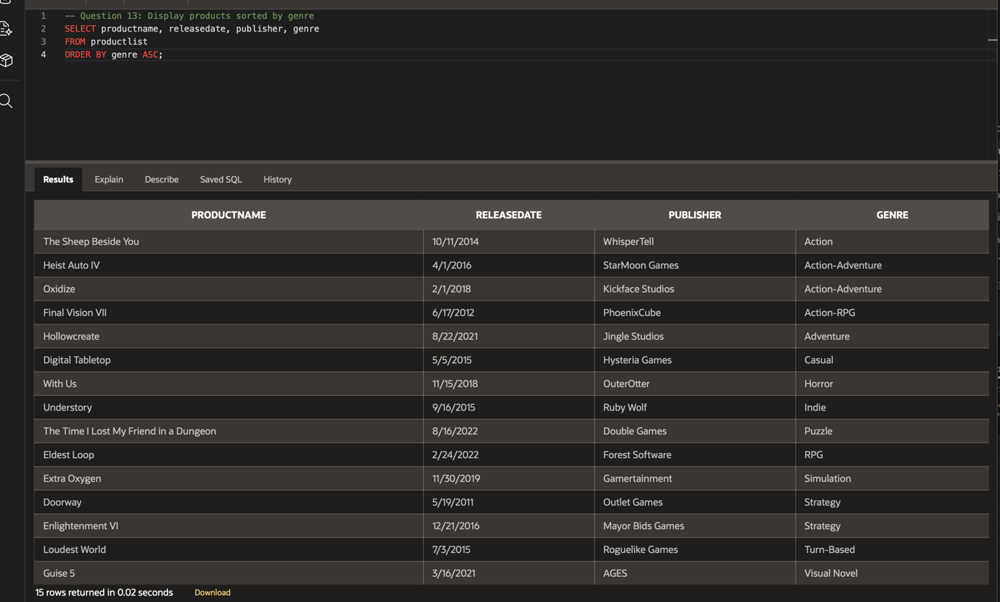 1 -- Question 13: Display products sorted by genre
2 SELECT productname, releasedate, publisher, genre
3 FROM productlist
4 ORDER BY genre ASC;
Results Explain Describe Saved SQL History
PRODUCTNAME RELEASEDATE PUBLISHER GENRE
The Sheep Beside You 10/11/2014 WhisperTell Action
Heist Auto IV 4/1/2016 StarMoon Games Action-Adventure
Oxidize 2/1/2018 Kickface Studios Action-Adventure
Final Vision VII 6/17/2012 PhoenixCube Action-RPG
Hollowcreate 8/22/2021 Jingle Studios Adventure
Digital Tabletop 5/5/2015 Hysteria Games Casual
With Us 11/15/2018 OuterOtter Horror
Understory 9/16/2015 Ruby Wolf Indie
The Time I Lost My Friend in a Dungeon 8/16/2022 Double Games Puzzle
Eldest Loop 2/24/2022 Forest Software RPG
Extra Oxygen 11/30/2019 Gamertainment Simulation
Doorway 5/19/2011 Outlet Games Strategy
Enlightenment VI 12/21/2016 Mayor Bids Games Strategy
Loudest World 7/3/2015 Roguelike Games Turn-Based
Guise 5 3/16/2021 AGES Visual Novel
15 rows returned in 0.02 seconds Download